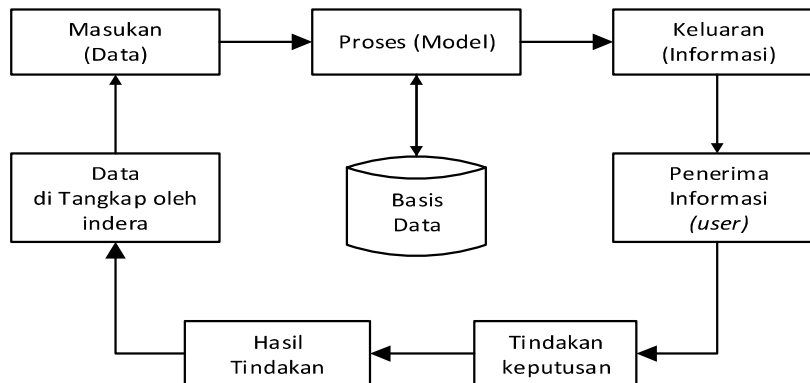 Masukan
(Data)
Proses (Model)
Keluaran
(Informasi)
Data
di Tangkap oleh
indera
Basis
Data
Penerima
Informasi
(user)
Hasil
Tindakan
Tindakan
keputusan